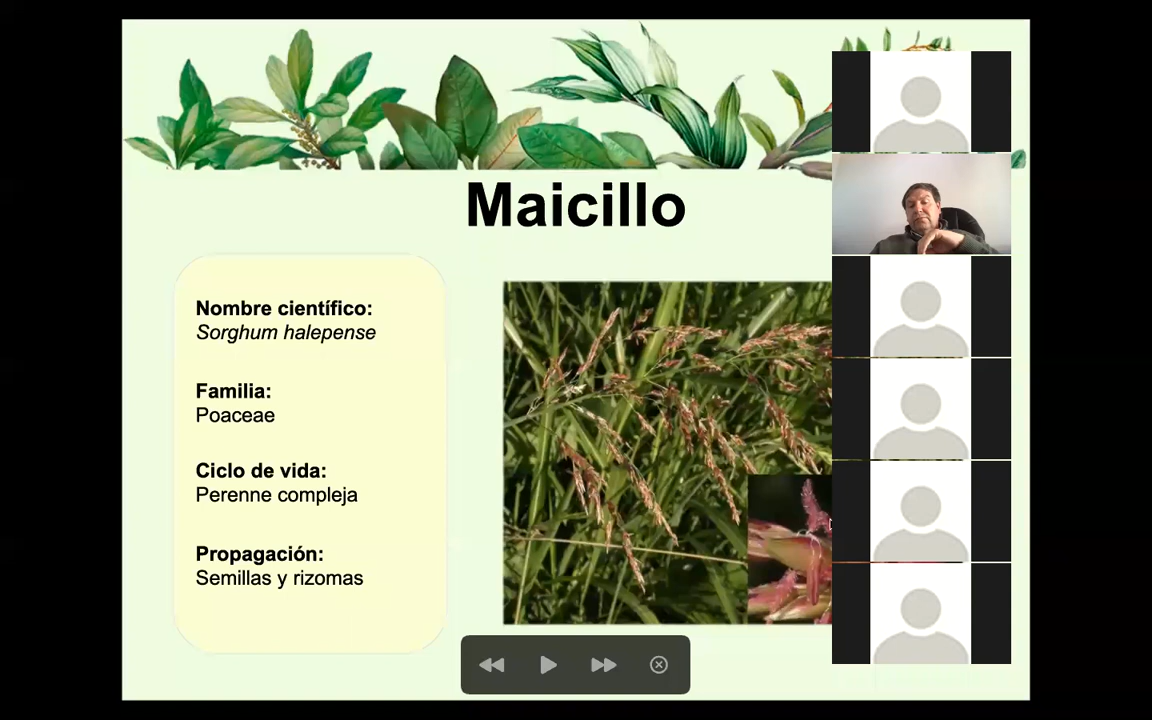 Maicillo
Nombre científico:
Sorghum halepense
Familia:
Poaceae
Ciclo de vida:
Perenne compleja
Propagación:
Semillas y rizomas